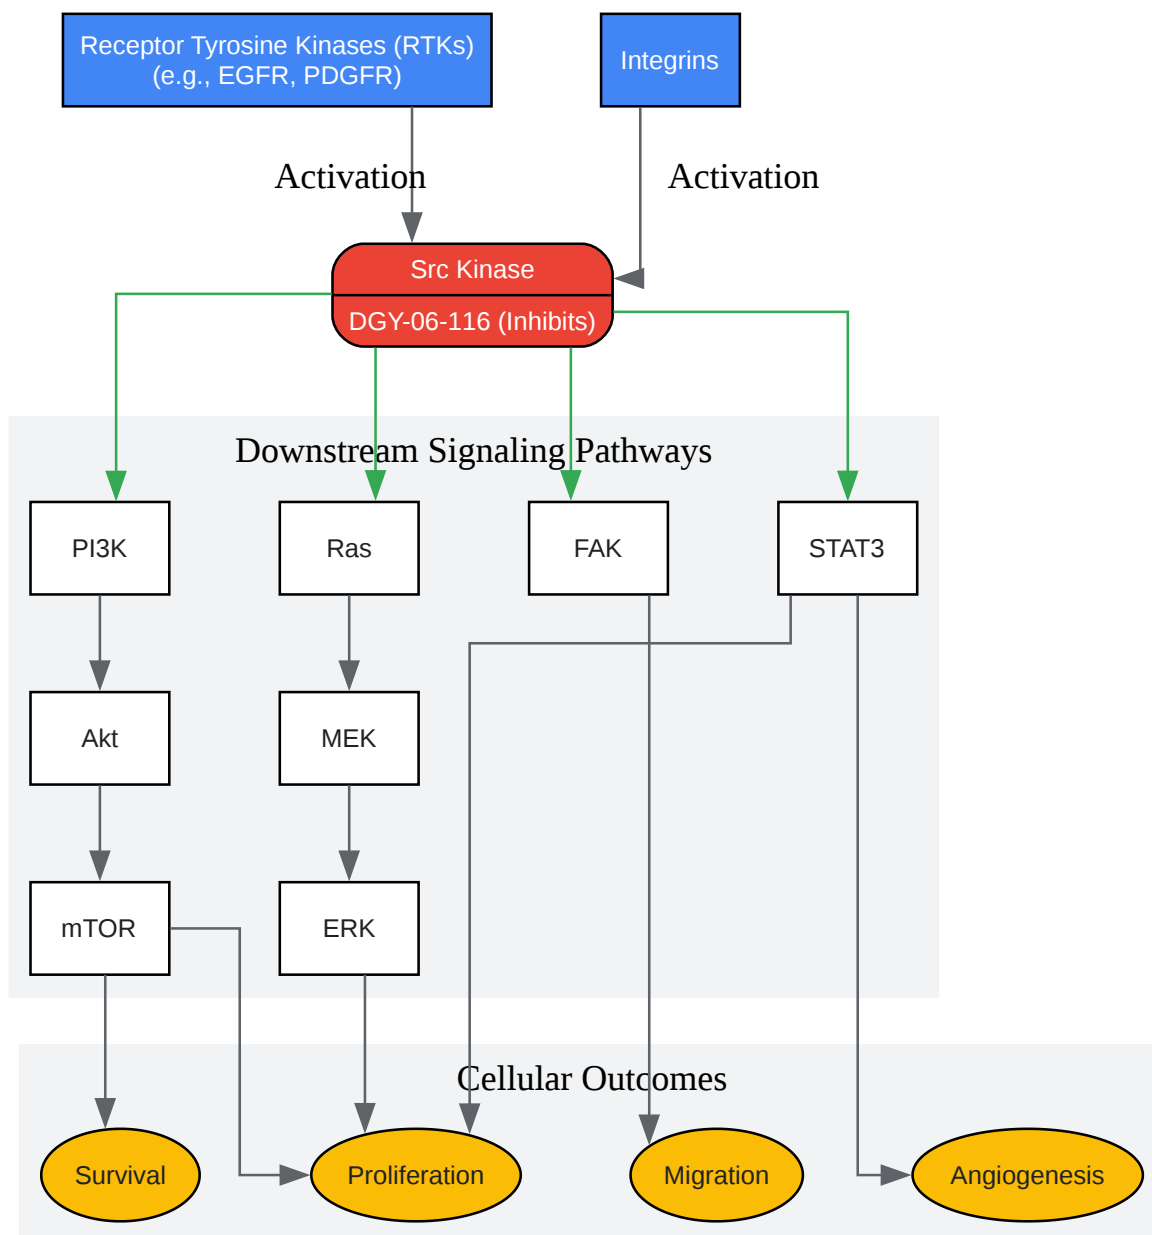 Receptor Tyrosine Kinases (RTKs)
(e.g., EGFR, PDGFR)
Integrins
Activation
Activation
Src Kinase
DGY-06-116 (Inhibits)
Downstream Signaling Pathways
PI3K
Ras
FAK
STAT3
Akt
MEK
mTOR
ERK
Cellular Outcomes
Survival
Proliferation
Migration
Angiogenesis